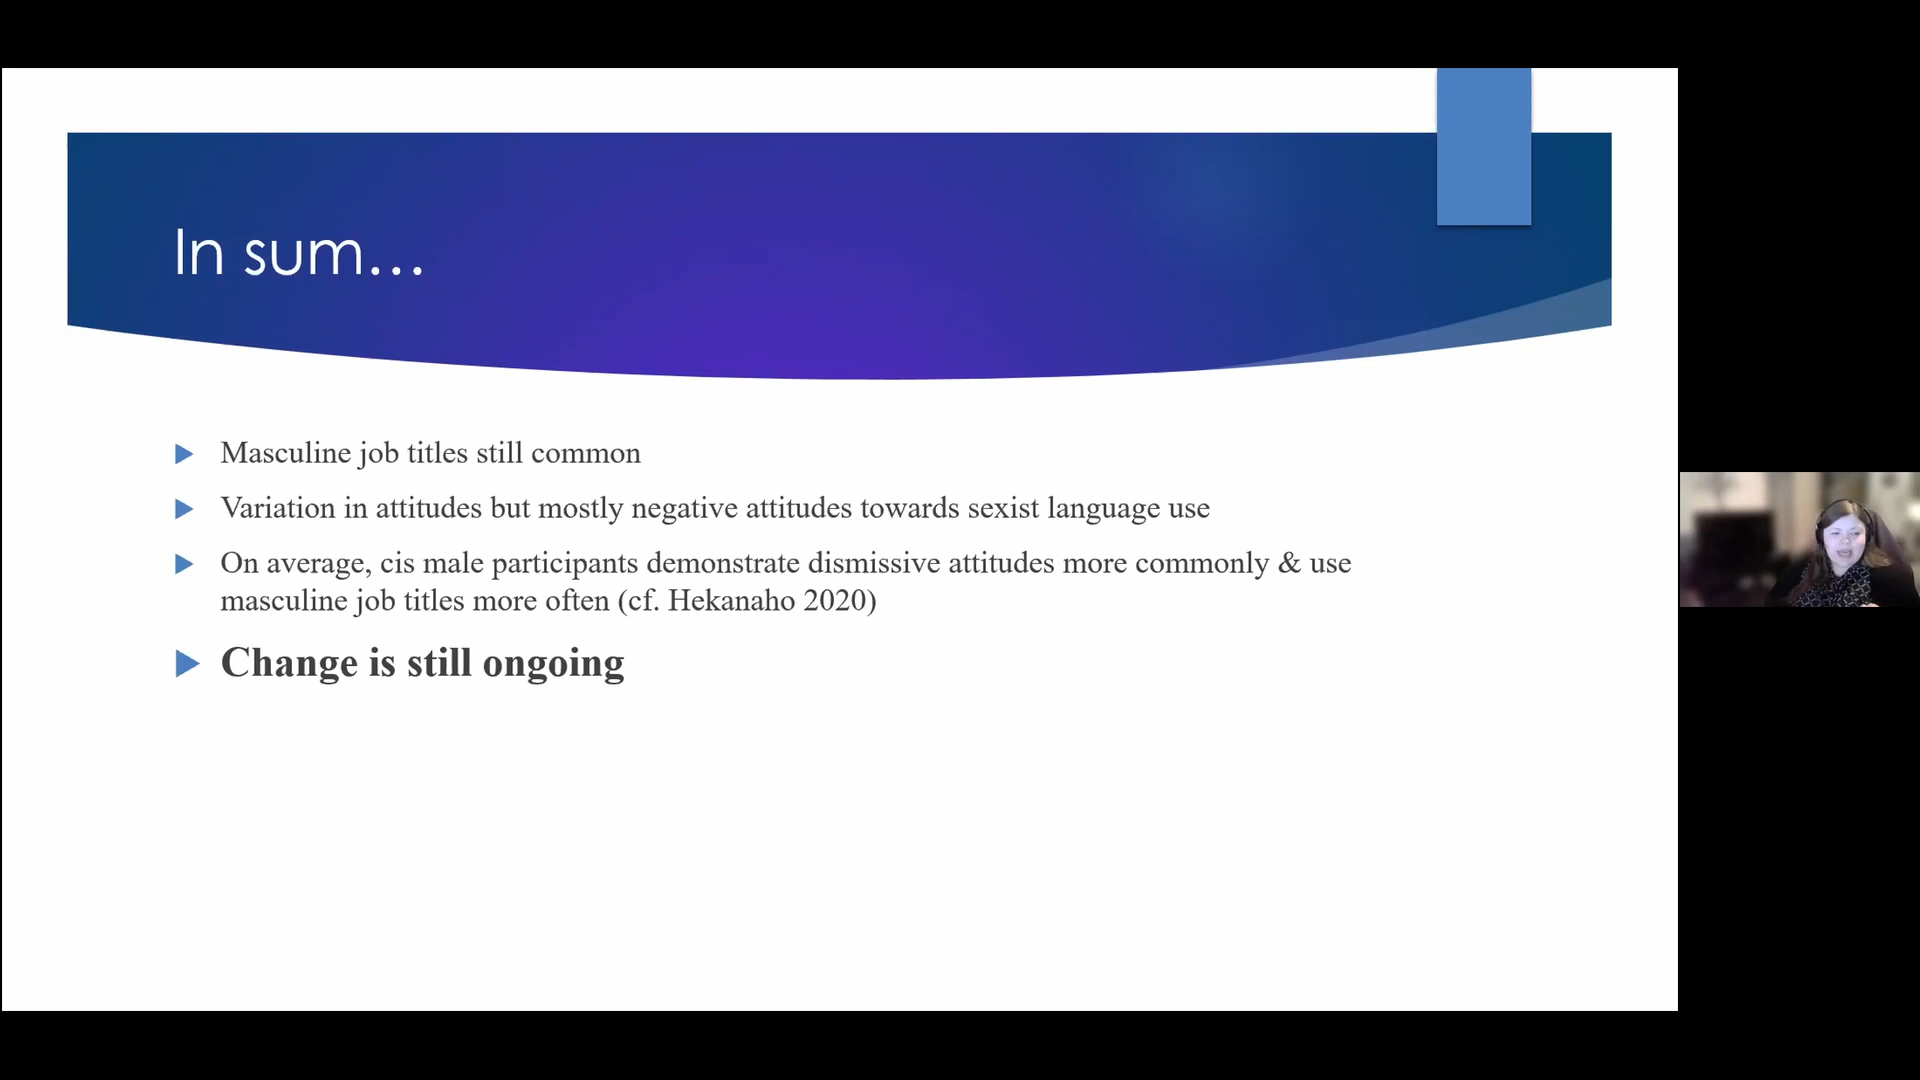 In sum…
Masculine job titles still common
Variation in attitudes but mostly negative attitudes towards sexist language use
On average, cis male participants demonstrate dismissive attitudes more commonly & use
masculine job titles more often (cf. Hekanaho 2020)
Change is still ongoing